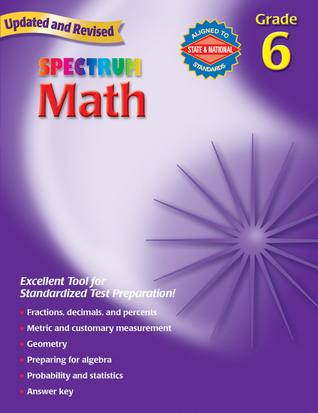 Updated and Revised
Grade
6
ALIGNED TO
STATE & NATIONAL
STANDARDS
SPECTRUM
Math
Excellent Tool for
Standardized Test Preparation!
• Fractions, decimals, and percents
• Metric and customary measurement
• Geometry
• Preparing for algebra
• Probability and statistics
• Answer key